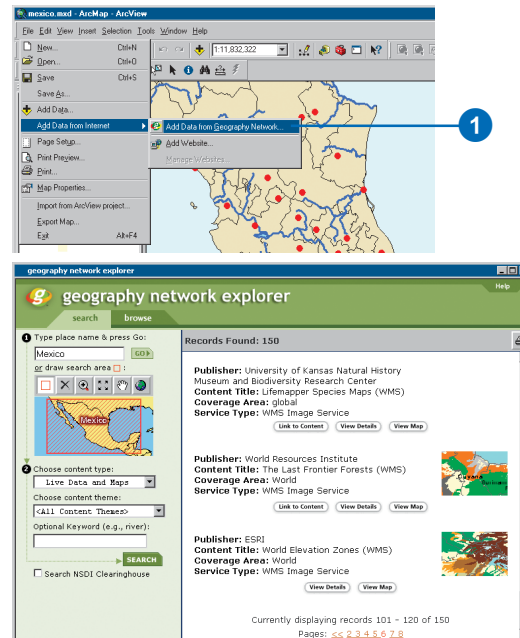 mexico.mxd - ArcMap - ArcView
File Edit View Insert Selection Tools Window Help
New... Ctrl+N
1:11,832,322
Open... Ctrl+O
Save Ctrl+S
Save As...
Add Data...
Add Data from Internet
Add Data from Geography Network...
1
Page Setup...
Add Website...
Print Preview...
Manage Websites...
Print...
Map Properties...
Import from ArcView project...
Export Map...
Exit Alt+F4
geography network explorer
Help
g
geography network explorer
search browse
1 Type place name & press Go:
Mexico GO
or draw search area :
Mexico
2 Choose content type:
Live Data and Maps
Choose content theme:
<All Content Themes>
Optional Keyword (e.g., river):
SEARCH
Search NSDI Clearinghouse
Records Found: 150
Publisher: University of Kansas Natural History
Museum and Biodiversity Research Center
Content Title: Lifemapper Species Maps (WMS)
Coverage Area: global
Service Type: WMS Image Service
Link to Content View Details View Map
Publisher: World Resources Institute
Content Title: The Last Frontier Forests (WMS)
Coverage Area: World
Service Type: WMS Image Service
Guyana
Link to Content View Details View Map
Publisher: ESRI
Content Title: World Elevation Zones (WMS)
Coverage Area: World
Service Type: WMS Image Service
View Details View Map
Currently displaying records 101 - 120 of 150
Pages: << 2 3 4 5 6 7 8